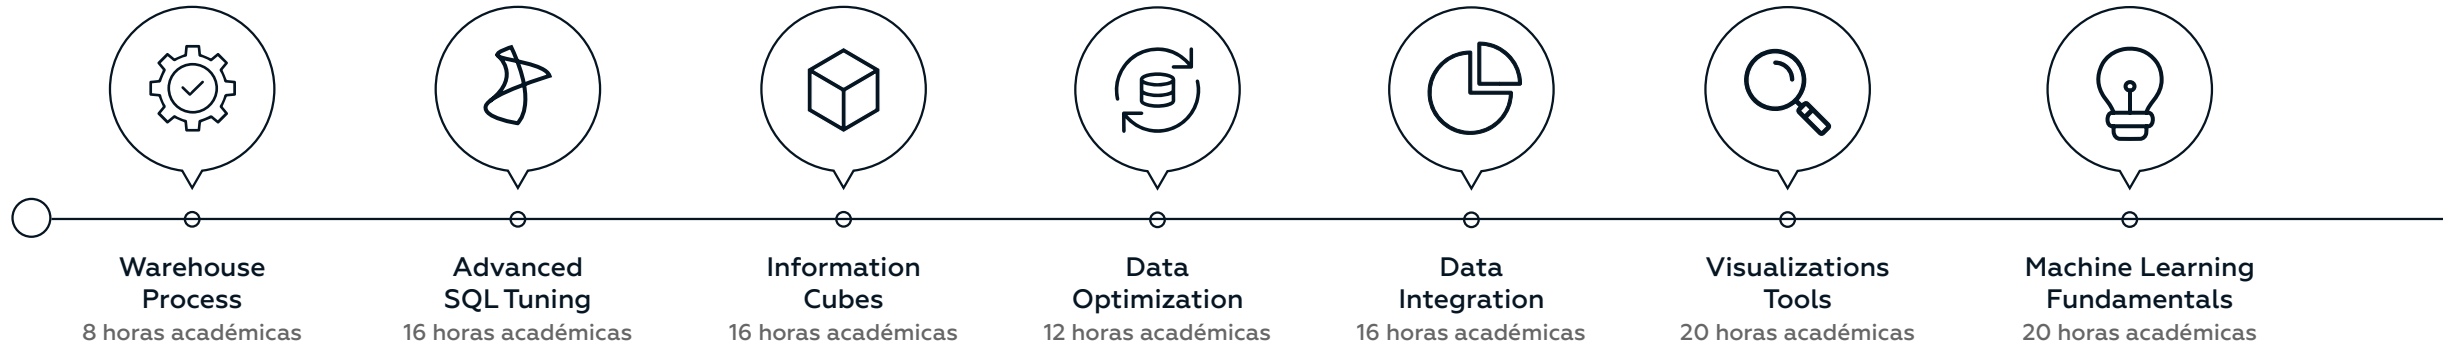 Warehouse
Process
8 horas académicas
Advanced
SQL Tuning
16 horas académicas
Information
Cubes
16 horas académicas
Data
Optimization
12 horas académicas
Data
Integration
16 horas académicas
Visualizations
Tools
20 horas académicas
Machine Learning
Fundamentals
20 horas académicas